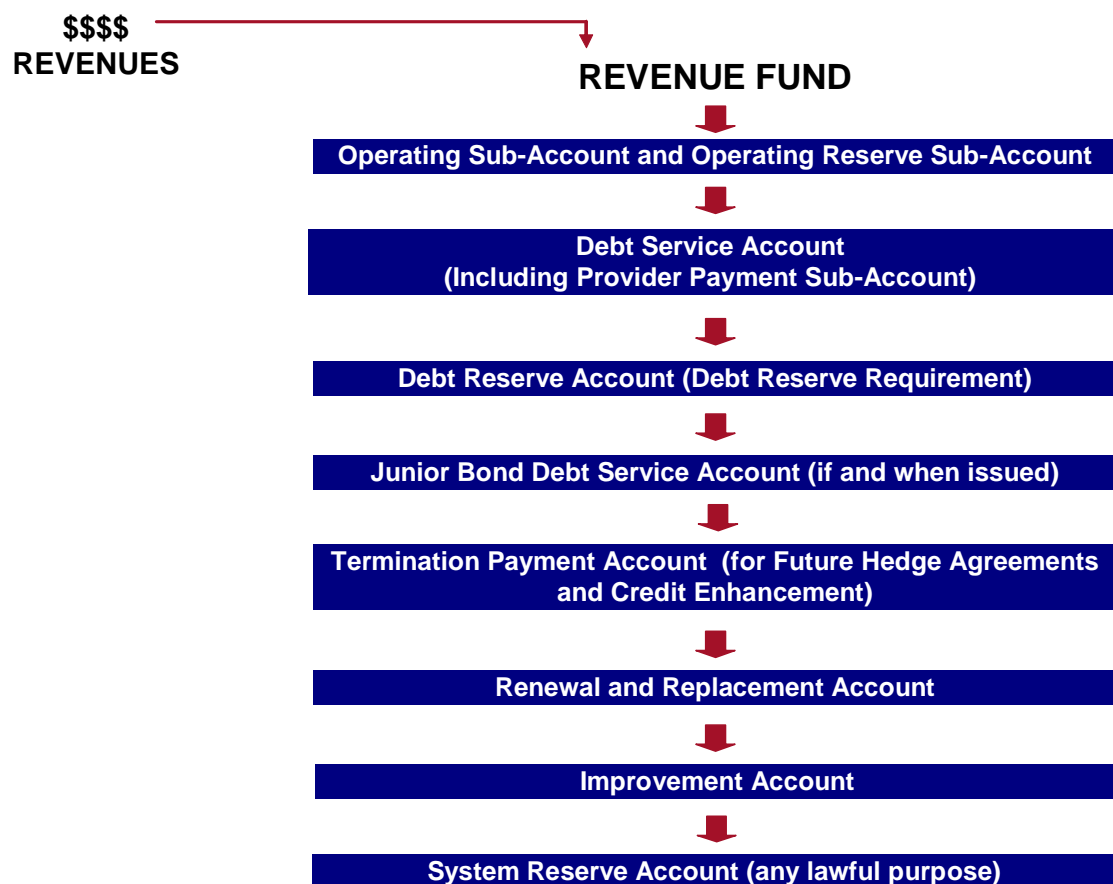 $$$$
REVENUES
REVENUE FUND
Operating Sub-Account and Operating Reserve Sub-Account
Debt Service Account
(Including Provider Payment Sub-Account)
Debt Reserve Account (Debt Reserve Requirement)
Junior Bond Debt Service Account (if and when issued)
Termination Payment Account  (for Future Hedge Agreements
and Credit Enhancement)
Renewal and Replacement Account
Improvement Account
System Reserve Account (any lawful purpose)